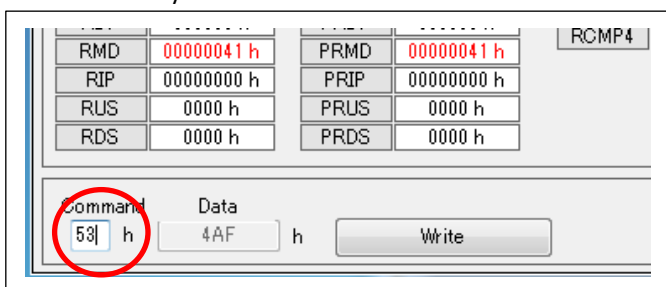 RCMP4
RMD 00000041 h PRMD 00000041 h
RIP 00000000 h PRIP 00000000 h
RUS 0000 h PRUS 0000 h
RDS 0000 h PRDS 0000 h
Command Data
53 h 4AF h Write